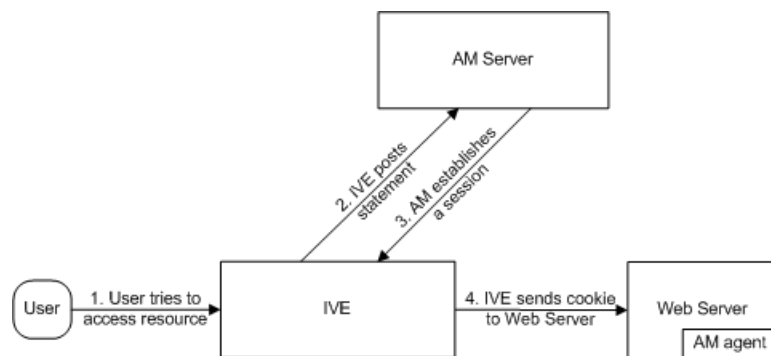 AM Server
2. IVE posts
statement
3. AM establishes
a session
User
1. User tries to
access resource
IVE
4. IVE sends cookie
to Web Server
Web Server
AM agent